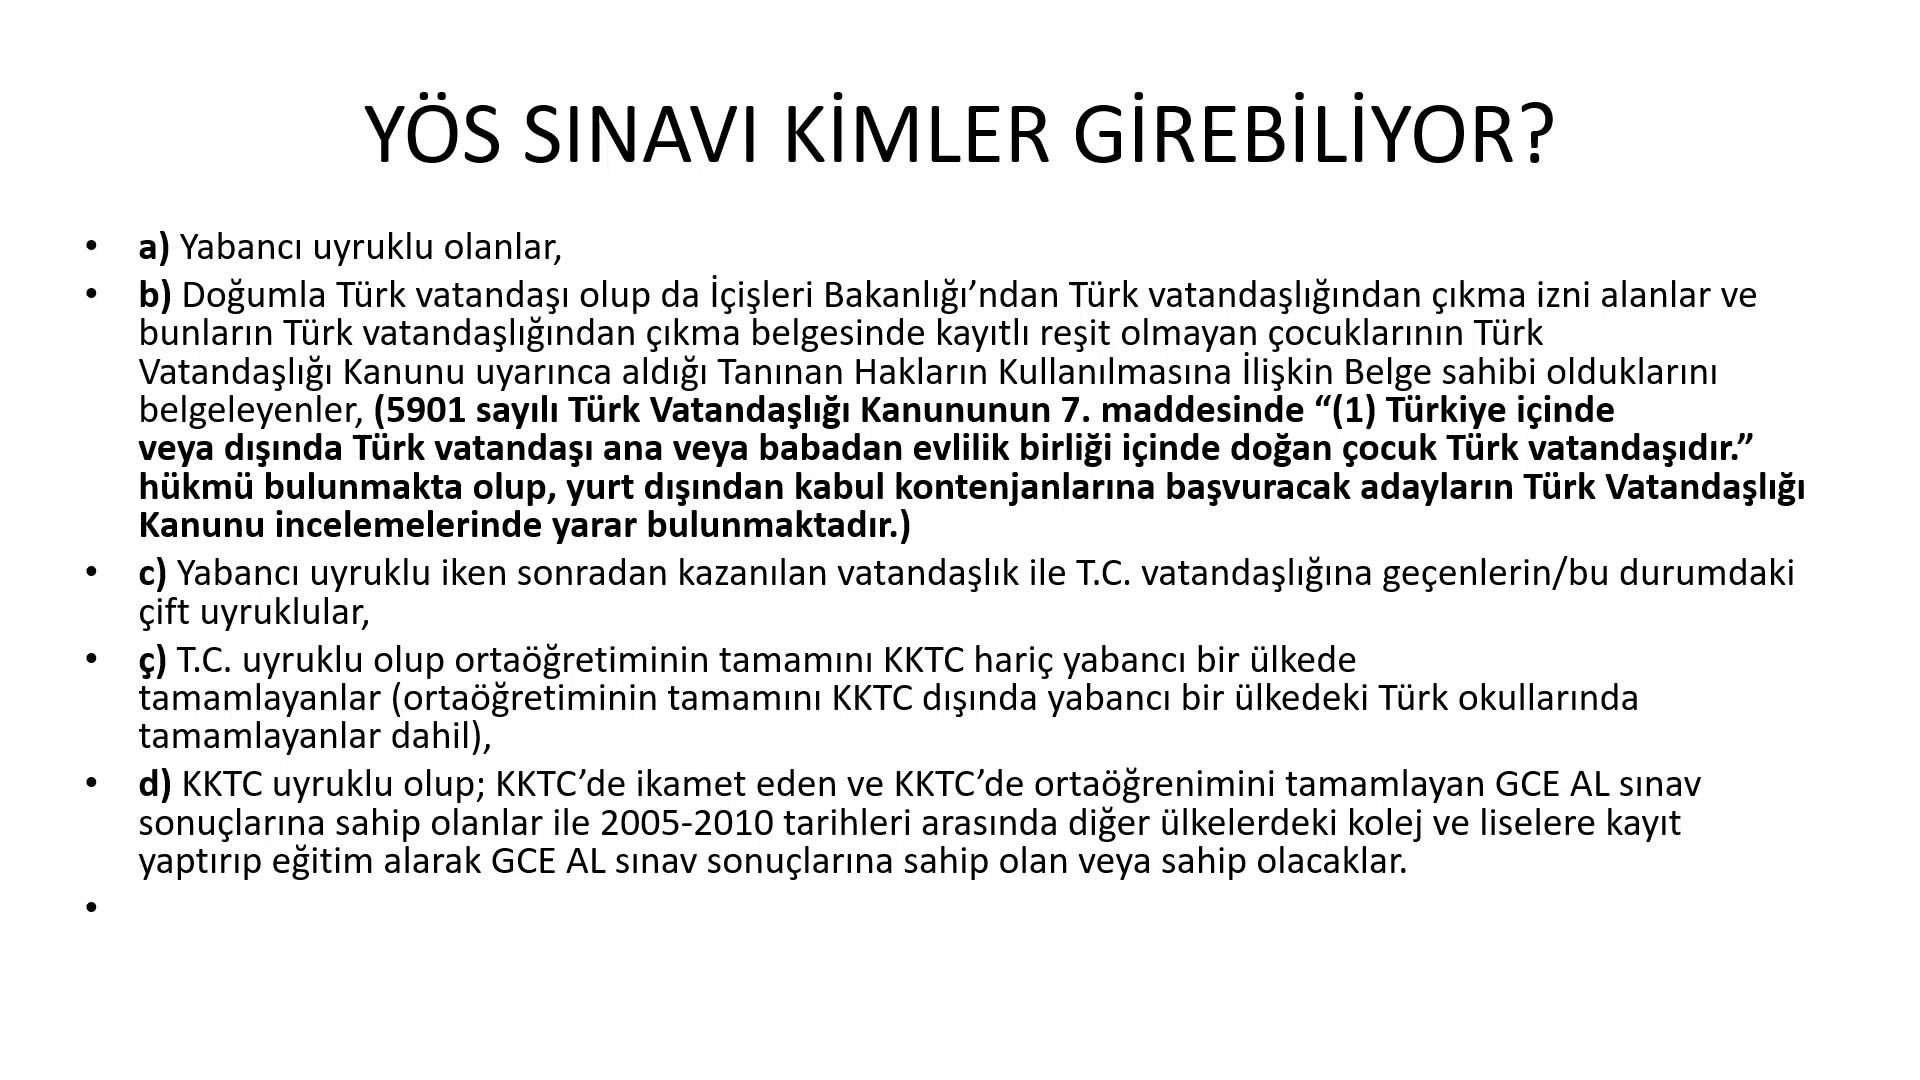 YÖS SINAVI KİMLER GİREBİLİYOR?
• a) Yabancı uyruklu olanlar,
• b) Doğumla Türk vatandaşı olup da İçişleri Bakanlığı’ndan Türk vatandaşlığından çıkma izni alanlar ve
bunların Türk vatandaşlığından çıkma belgesinde kayıtlı reşit olmayan çocuklarının Türk
Vatandaşlığı Kanunu uyarınca aldığı Tanınan Hakların Kullanılmasına İlişkin Belge sahibi olduklarını
belgeleyenler, (5901 sayılı Türk Vatandaşlığı Kanununun 7. maddesinde “(1) Türkiye içinde
veya dışında Türk vatandaşı ana veya babadan evlilik birliği içinde doğan çocuk Türk vatandaşıdır.”
hükmü bulunmakta olup, yurt dışından kabul kontenjanlarına başvuracak adayların Türk Vatandaşlığı
Kanunu incelemelerinde yarar bulunmaktadır.)
• c) Yabancı uyruklu iken sonradan kazanılan vatandaşlık ile T.C. vatandaşlığına geçenlerin/bu durumdaki
çift uyruklular,
• ç) T.C. uyruklu olup ortaöğretiminin tamamını KKTC hariç yabancı bir ülkede
tamamlayanlar (ortaöğretiminin tamamını KKTC dışında yabancı bir ülkedeki Türk okullarında
tamamlayanlar dahil),
• d) KKTC uyruklu olup; KKTC’de ikamet eden ve KKTC’de ortaöğrenimini tamamlayan GCE AL sınav
sonuçlarına sahip olanlar ile 2005-2010 tarihleri arasında diğer ülkelerdeki kolej ve liselere kayıt
yaptırıp eğitim alarak GCE AL sınav sonuçlarına sahip olan veya sahip olacaklar.
•